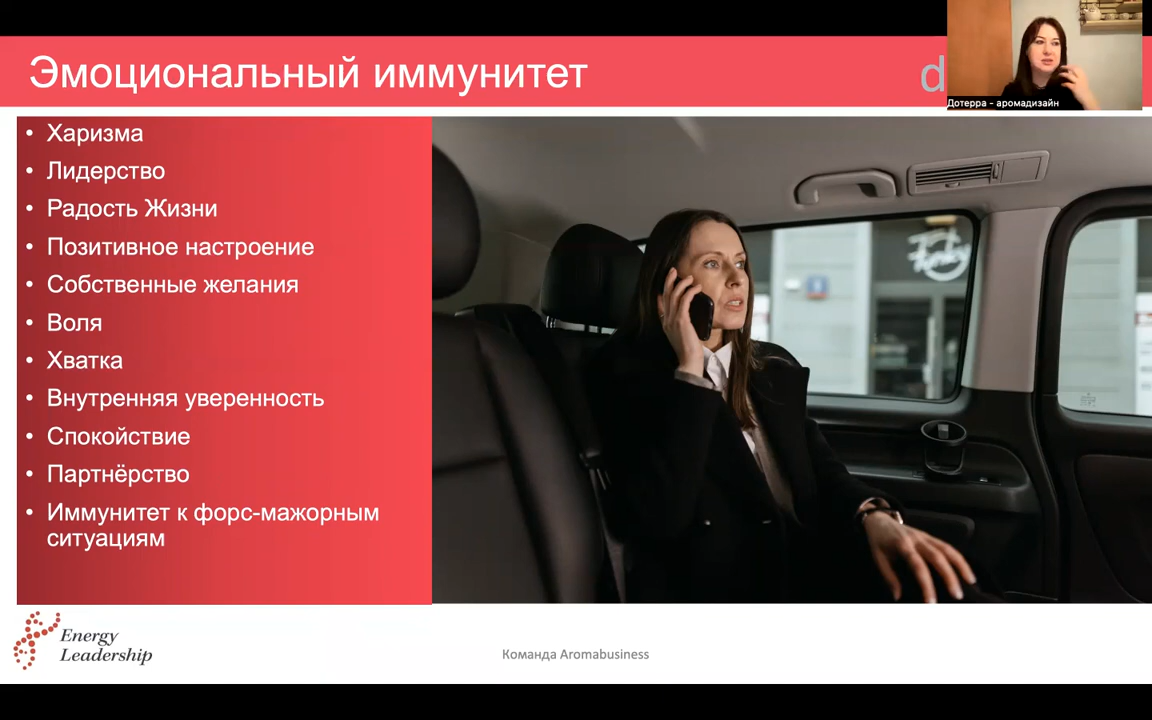 Эмоциональный иммунитет
d
Дотерра - аромадизайн
• Харизма
• Лидерство
• Радость Жизни
• Позитивное настроение
• Собственные желания
• Воля
• Хватка
• Внутренняя уверенность
• Спокойствие
• Партнёрство
• Иммунитет к форс-мажорным
ситуациям
Funky
Energy
Leadership
Команда Aromabusiness